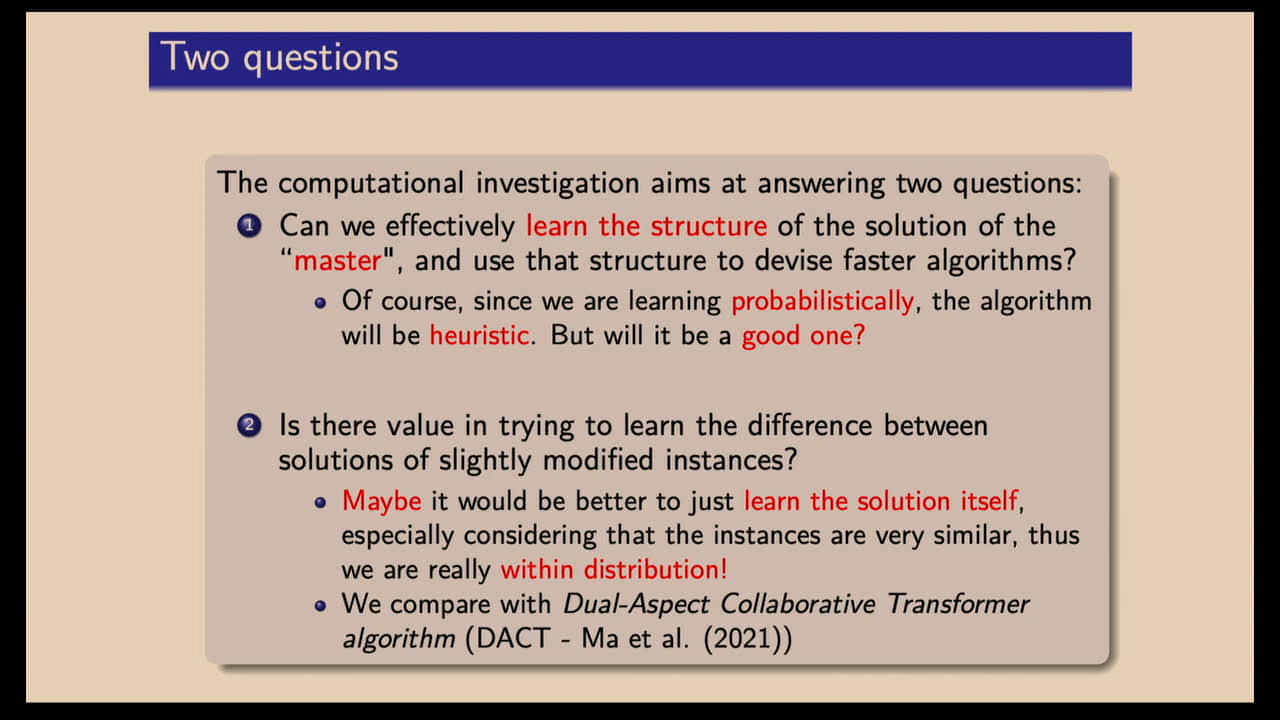 Two questions
The computational investigation aims at answering two questions:
1 Can we effectively learn the structure of the solution of the
“master", and use that structure to devise faster algorithms?
Of course, since we are learning probabilistically, the algorithm
will be heuristic. But will it be a good one?
2 Is there value in trying to learn the difference between
solutions of slightly modified instances?
Maybe it would be better to just learn the solution itself,
especially considering that the instances are very similar, thus
we are really within distribution!
We compare with Dual-Aspect Collaborative Transformer
algorithm (DACT - Ma et al. (2021))